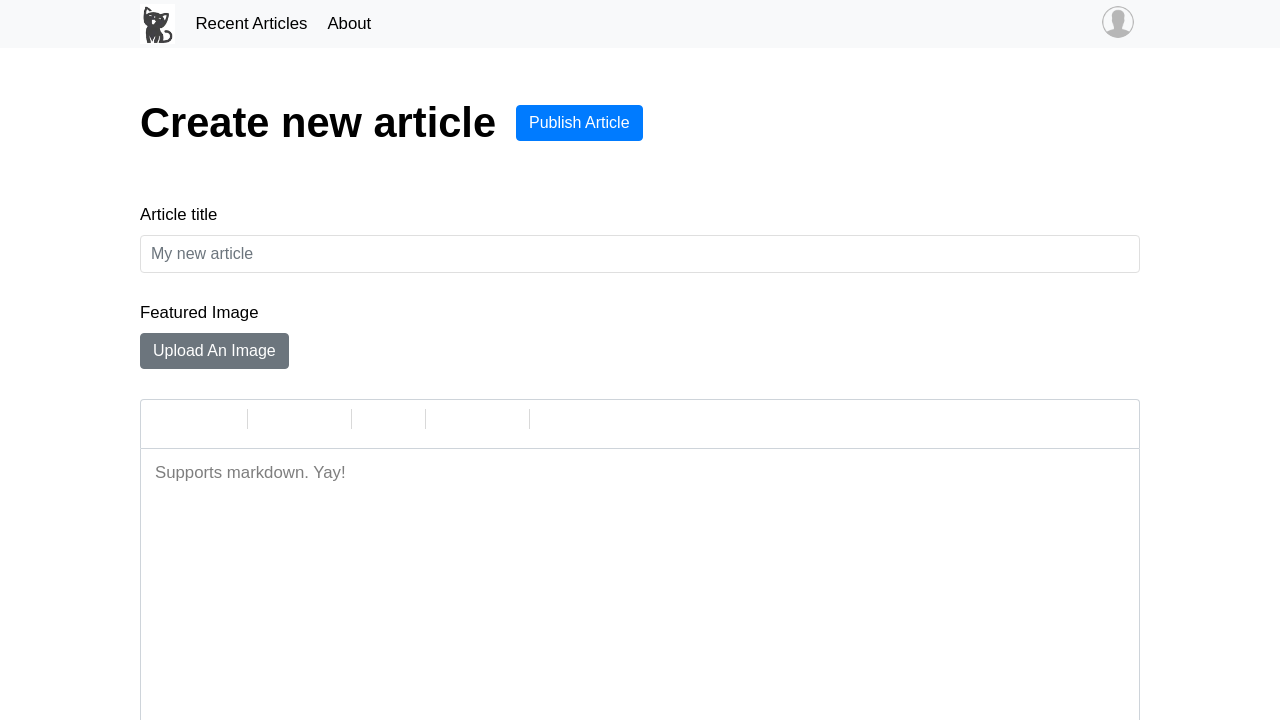 Recent Articles About
Create new article Publish Article
Article title
My new article
Featured Image
Upload An Image
Supports markdown. Yay!